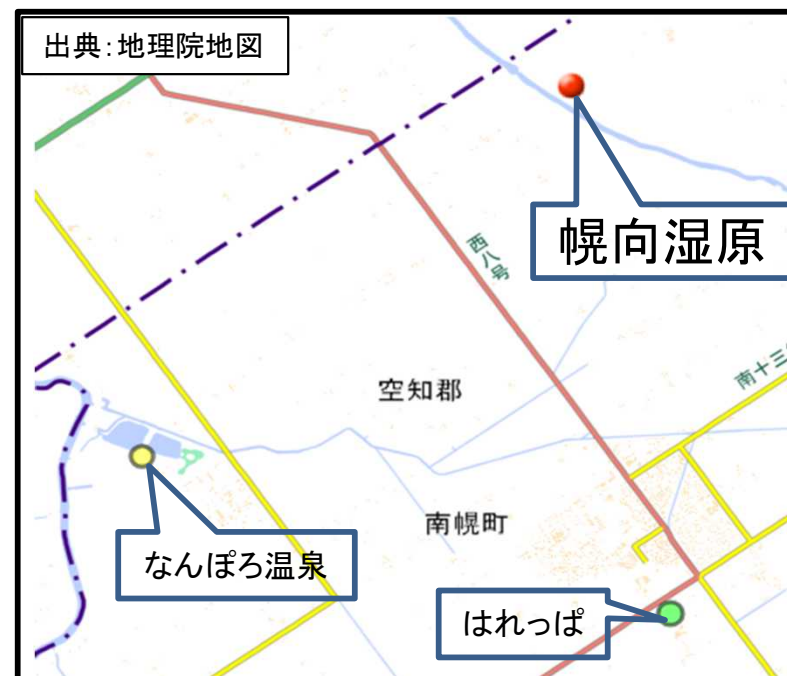 出典:地理院地図
幌向湿原
西八号
南十三
空知郡
南幌町
なんぽろ温泉
はれっぱ